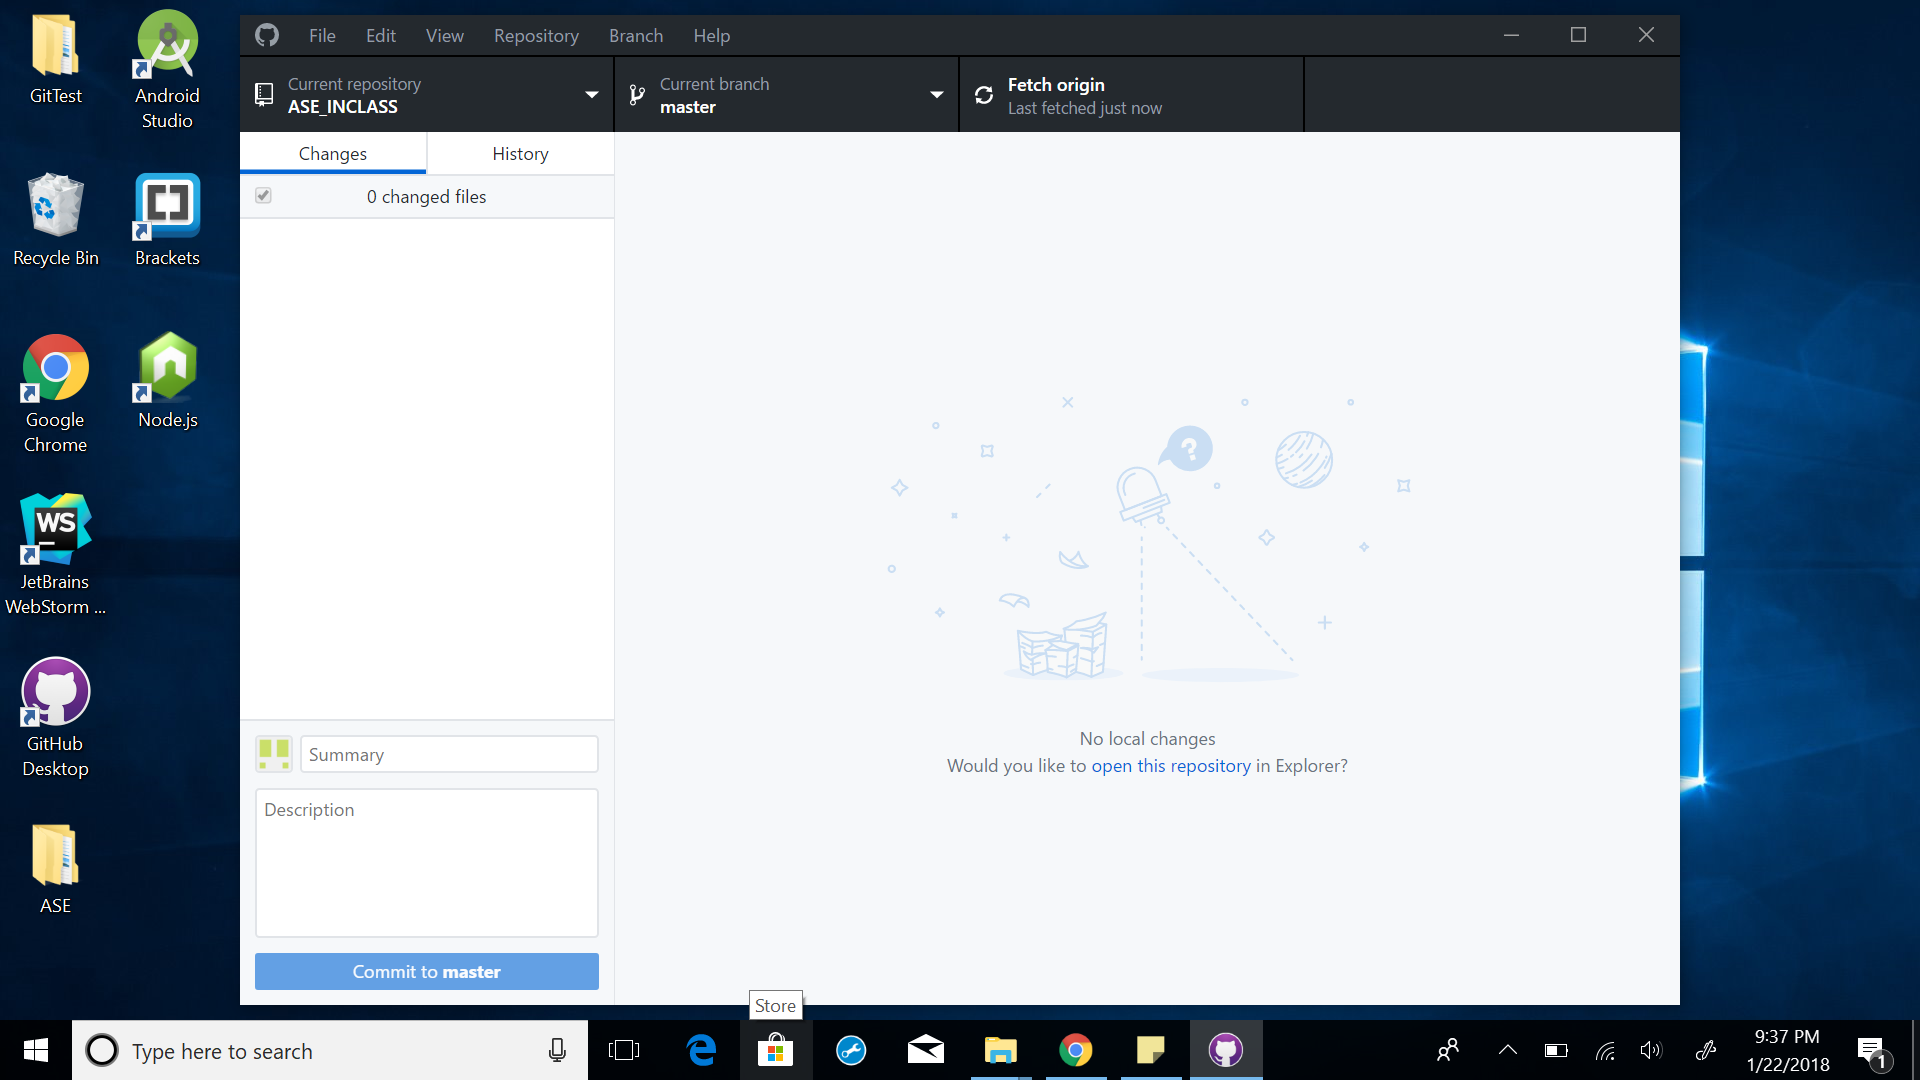 GitTest
Android
Studio
Recycle Bin
Brackets
Google
Chrome
Node.js
WS
JetBrains
WebStorm ...
GitHub
Desktop
ASE
File Edit View Repository Branch Help
Current repository
ASE_INCLASS
Current branch
master
Fetch origin
Last fetched just now
Changes
History
0 changed files
?
No local changes
Would you like to open this repository in Explorer?
Summary
Description
Commit to master
Store
Type here to search
9:37 PM
1/22/2018
1